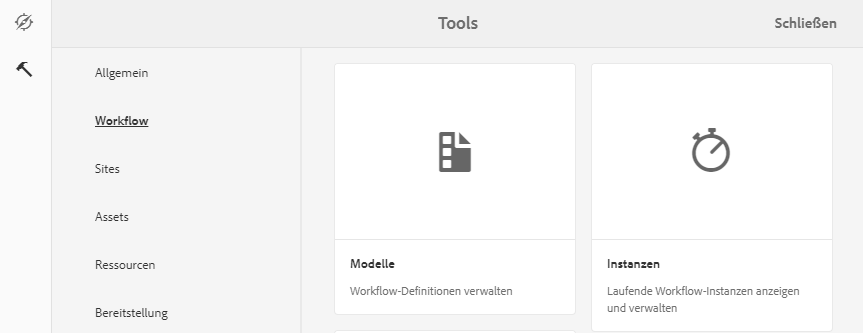 Tools
Schließen
Allgemein
Workflow
Sites
Assets
Ressourcen
Bereitstellung
Modelle
Workflow-Definitionen verwalten
Instanzen
Laufende Workflow-Instanzen anzeigen
und verwalten